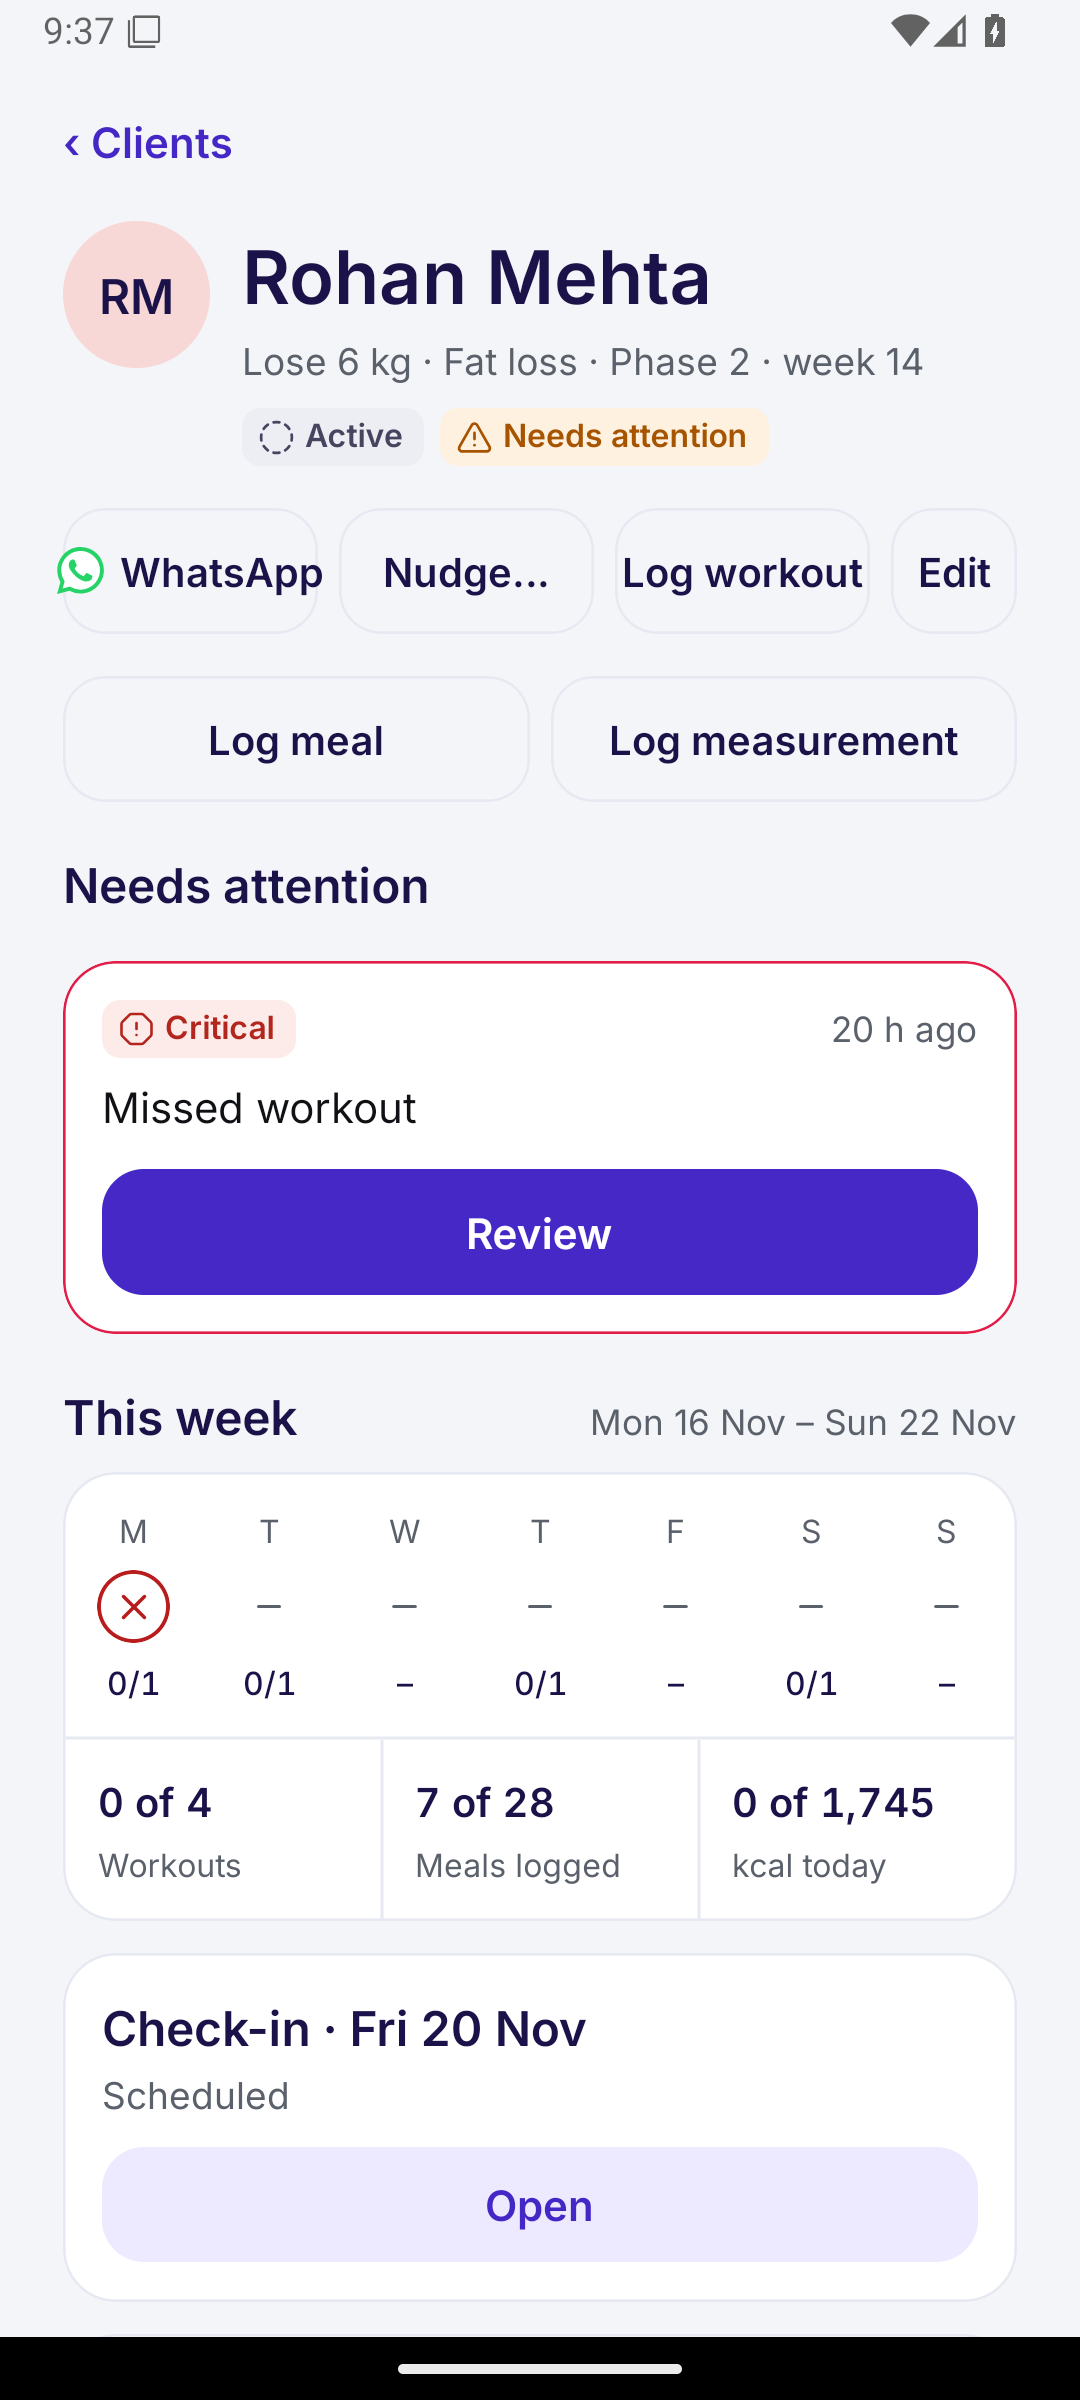 9:37
‹ Clients
RM
Rohan Mehta
Lose 6 kg · Fat loss · Phase 2 · week 14
Active
Needs attention
WhatsApp
Nudge...
Log workout
Edit
Log meal
Log measurement
Needs attention
Critical
20 h ago
Missed workout
Review
This week
Mon 16 Nov – Sun 22 Nov
M T W T F S S
– – – – – –
0/1 0/1 – 0/1 – 0/1 –
0 of 4
Workouts
7 of 28
Meals logged
0 of 1,745
kcal today
Check-in · Fri 20 Nov
Scheduled
Open